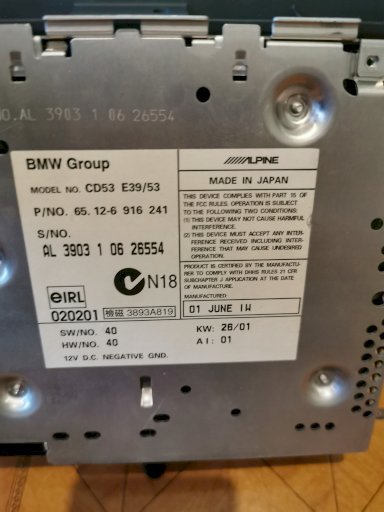 NO.AL 3903 1 06 26554
BMW Group
MODEL NO. CD53 E39/53
P/NO. 65.12-6 916 241
S/NO.
AL 3903 1 06 26554
N18
eIRL
020201
檢磁 3893A819
SW/NO. 40
HW/NO. 40
12V D.C. NEGATIVE GND.
ALPINE
MADE IN JAPAN
THIS DEVICE COMPLIES WITH PART 15 OF
THE FCC RULES. OPERATION IS SUBJECT
TO THE FOLLOWING TWO CONDITIONS:
(1) THIS DEVICE MAY NOT CAUSE HARMFUL
INTERFERENCE.
(2) THIS DEVICE MUST ACCEPT ANY INTER-
FERENCE RECEIVED INCLUDING INTER-
FERENCE THAT MAY CAUSE UNDESIRED
OPERATION.
PRODUCT IS CERTIFIED BY THE MANUFACTU-
RER TO COMPLY WITH DHHS RULES 21 CFR
SUBCHAPTER J APPLICABLE AT THE DATE
OF MANUFACTURE.
MANUFACTURED:
01 JUNE IW
KW: 26/01
AI: 01